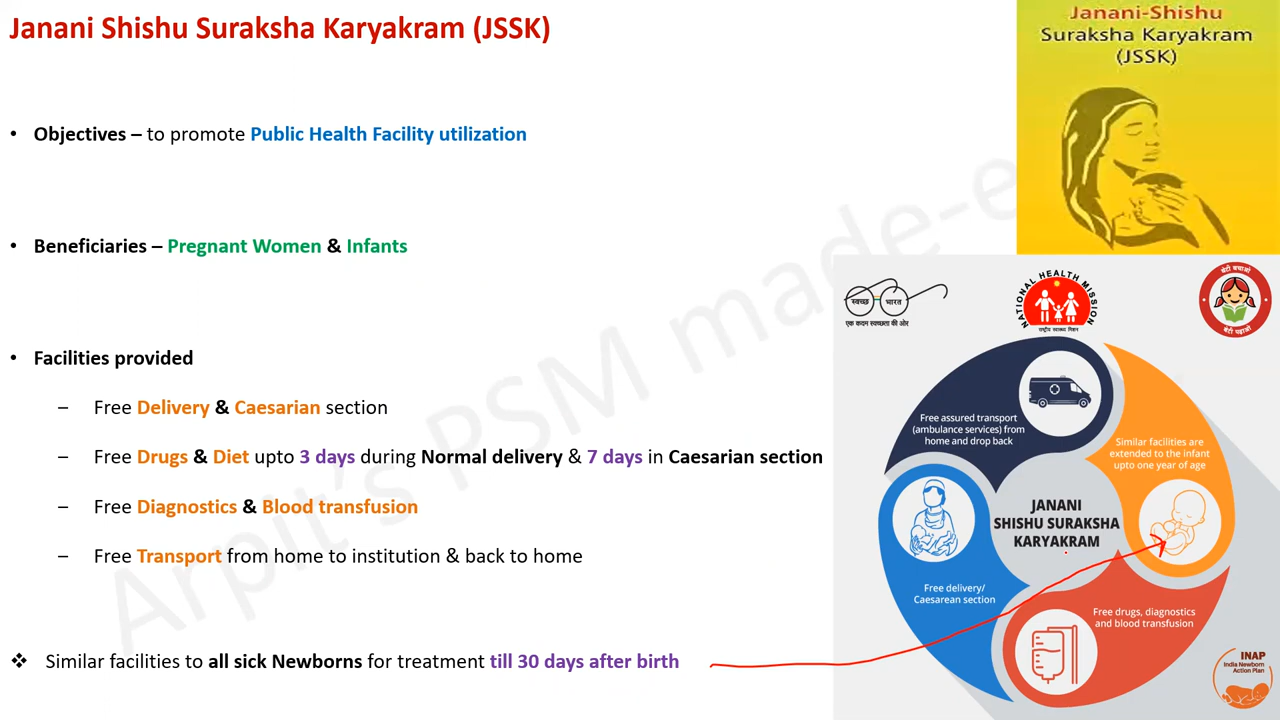 Janani Shishu Suraksha Karyakram (JSSK)
• Objectives – to promote Public Health Facility utilization
• Beneficiaries – Pregnant Women & Infants
• Facilities provided
– Free Delivery & Caesarian section
– Free Drugs & Diet upto 3 days during Normal delivery & 7 days in Caesarian section
– Free Diagnostics & Blood transfusion
– Free Transport from home to institution & back to home
❖ Similar facilities to all sick Newborns for treatment till 30 days after birth
Arpit's PSM made-e
Janani-Shishu
Suraksha Karyakram
(JSSK)
स्वच्छ भारत
एक कदम स्वच्छता की ओर
NATIONAL HEALTH MISSION
राष्ट्रीय स्वास्थ्य मिशन
बेटी बचाओ
बेटी पढ़ाओ
Free assured transport
(ambulance services) from
home and drop back
Similar facilities are
extended to the infant
upto one year of age
JANANI
SHISHU SURAKSHA
KARYAKRAM
Free delivery/
Caesarean section
Free drugs, diagnostics
and blood transfusion
INAP
India Newborn
Action Plan